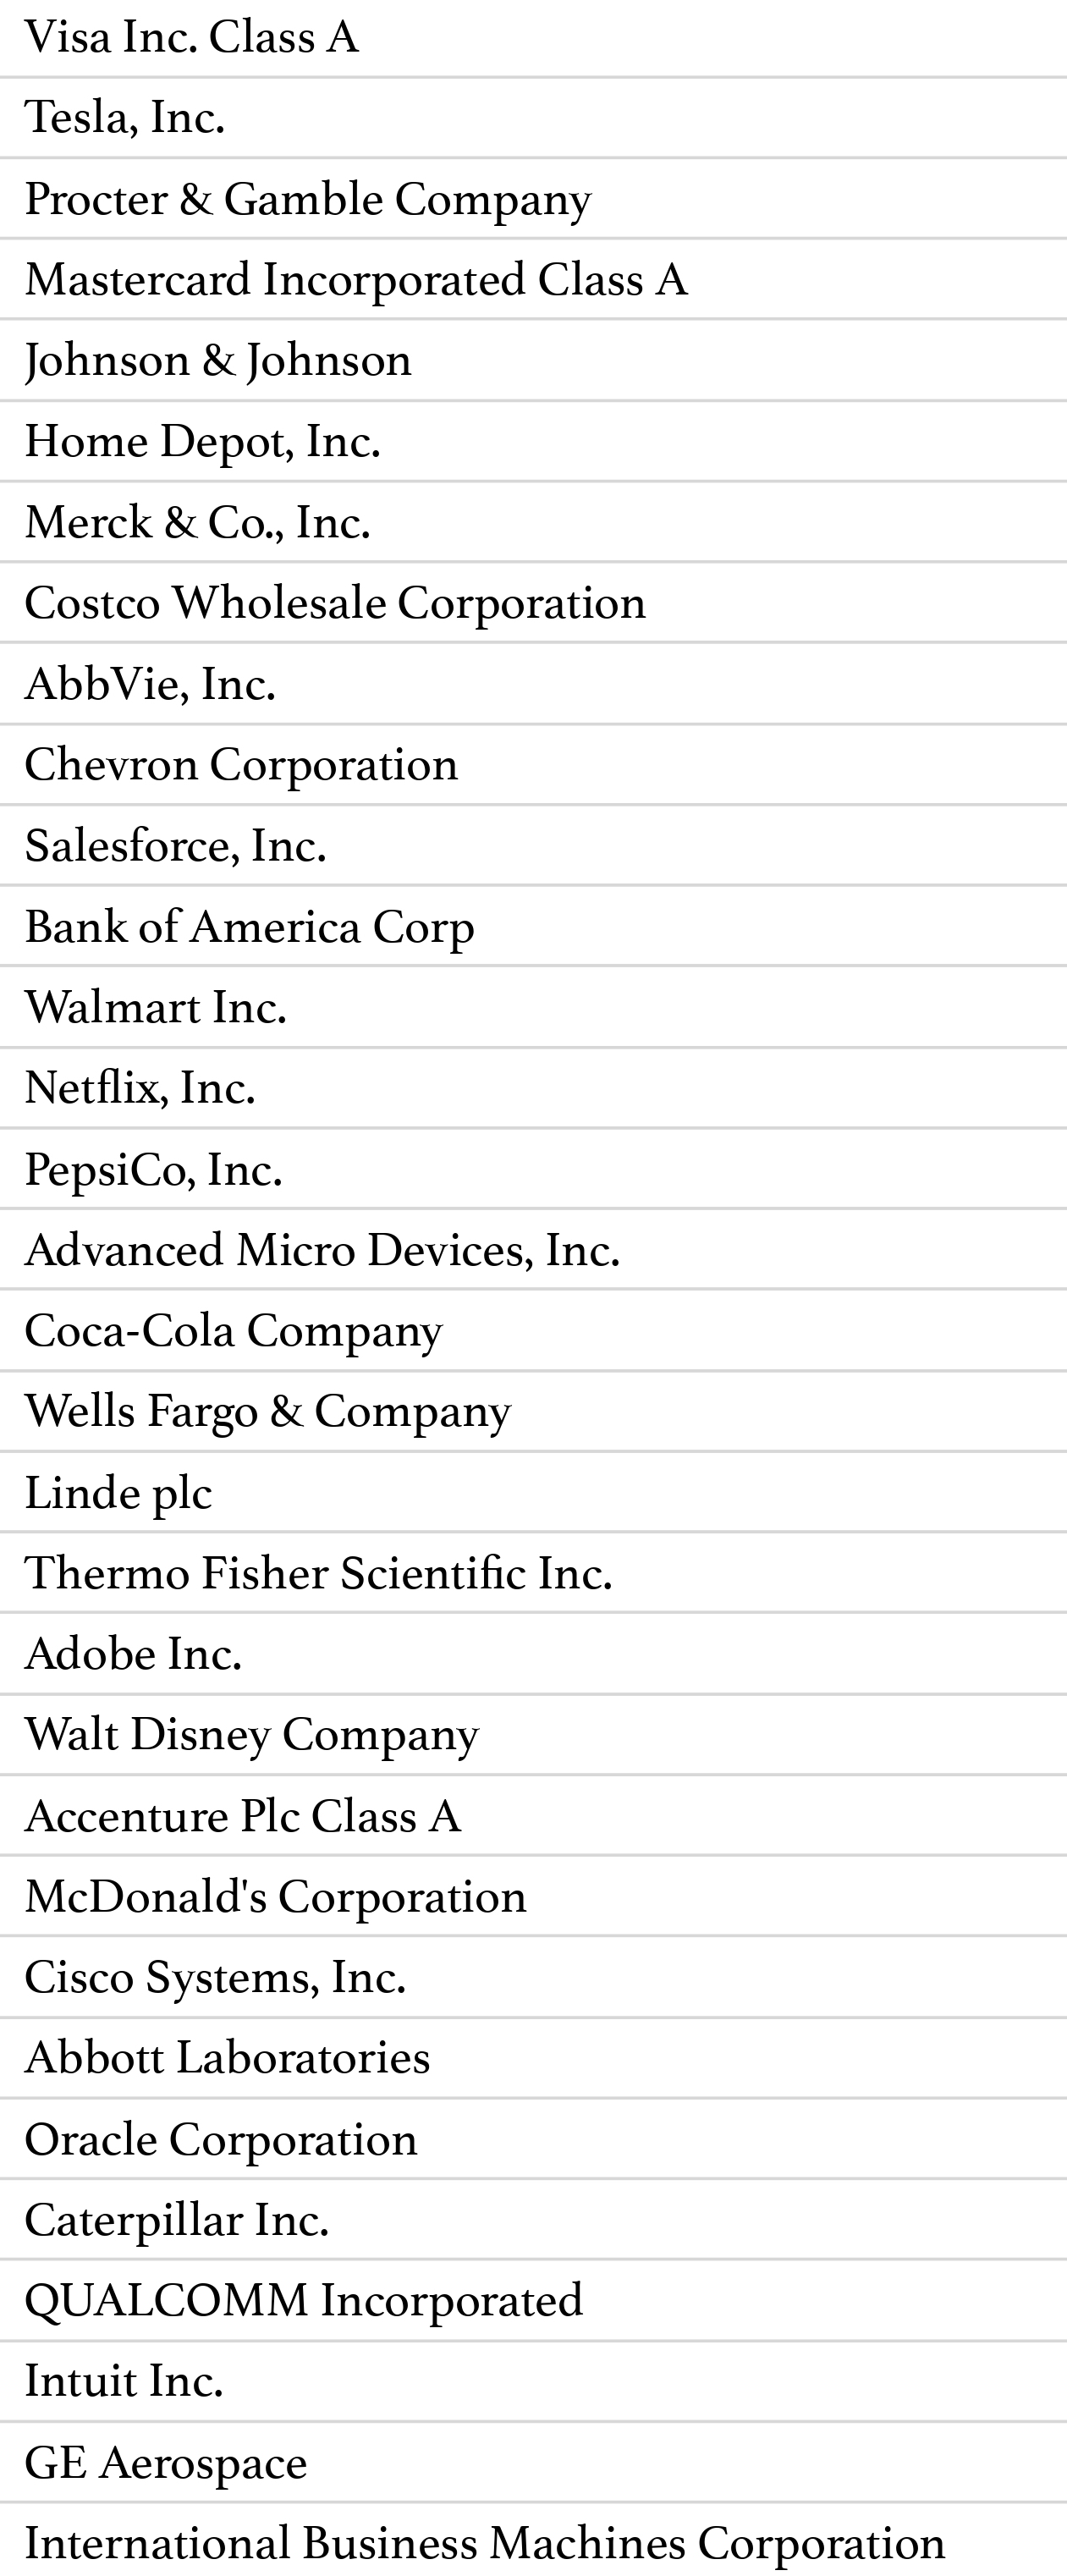 Visa Inc. Class A
Tesla, Inc.
Procter & Gamble Company
Mastercard Incorporated Class A
Johnson & Johnson
Home Depot, Inc.
Merck & Co., Inc.
Costco Wholesale Corporation
AbbVie, Inc.
Chevron Corporation
Salesforce, Inc.
Bank of America Corp
Walmart Inc.
Netflix, Inc.
PepsiCo, Inc.
Advanced Micro Devices, Inc.
Coca-Cola Company
Wells Fargo & Company
Linde plc
Thermo Fisher Scientific Inc.
Adobe Inc.
Walt Disney Company
Accenture Plc Class A
McDonald's Corporation
Cisco Systems, Inc.
Abbott Laboratories
Oracle Corporation
Caterpillar Inc.
QUALCOMM Incorporated
Intuit Inc.
GE Aerospace
International Business Machines Corporation